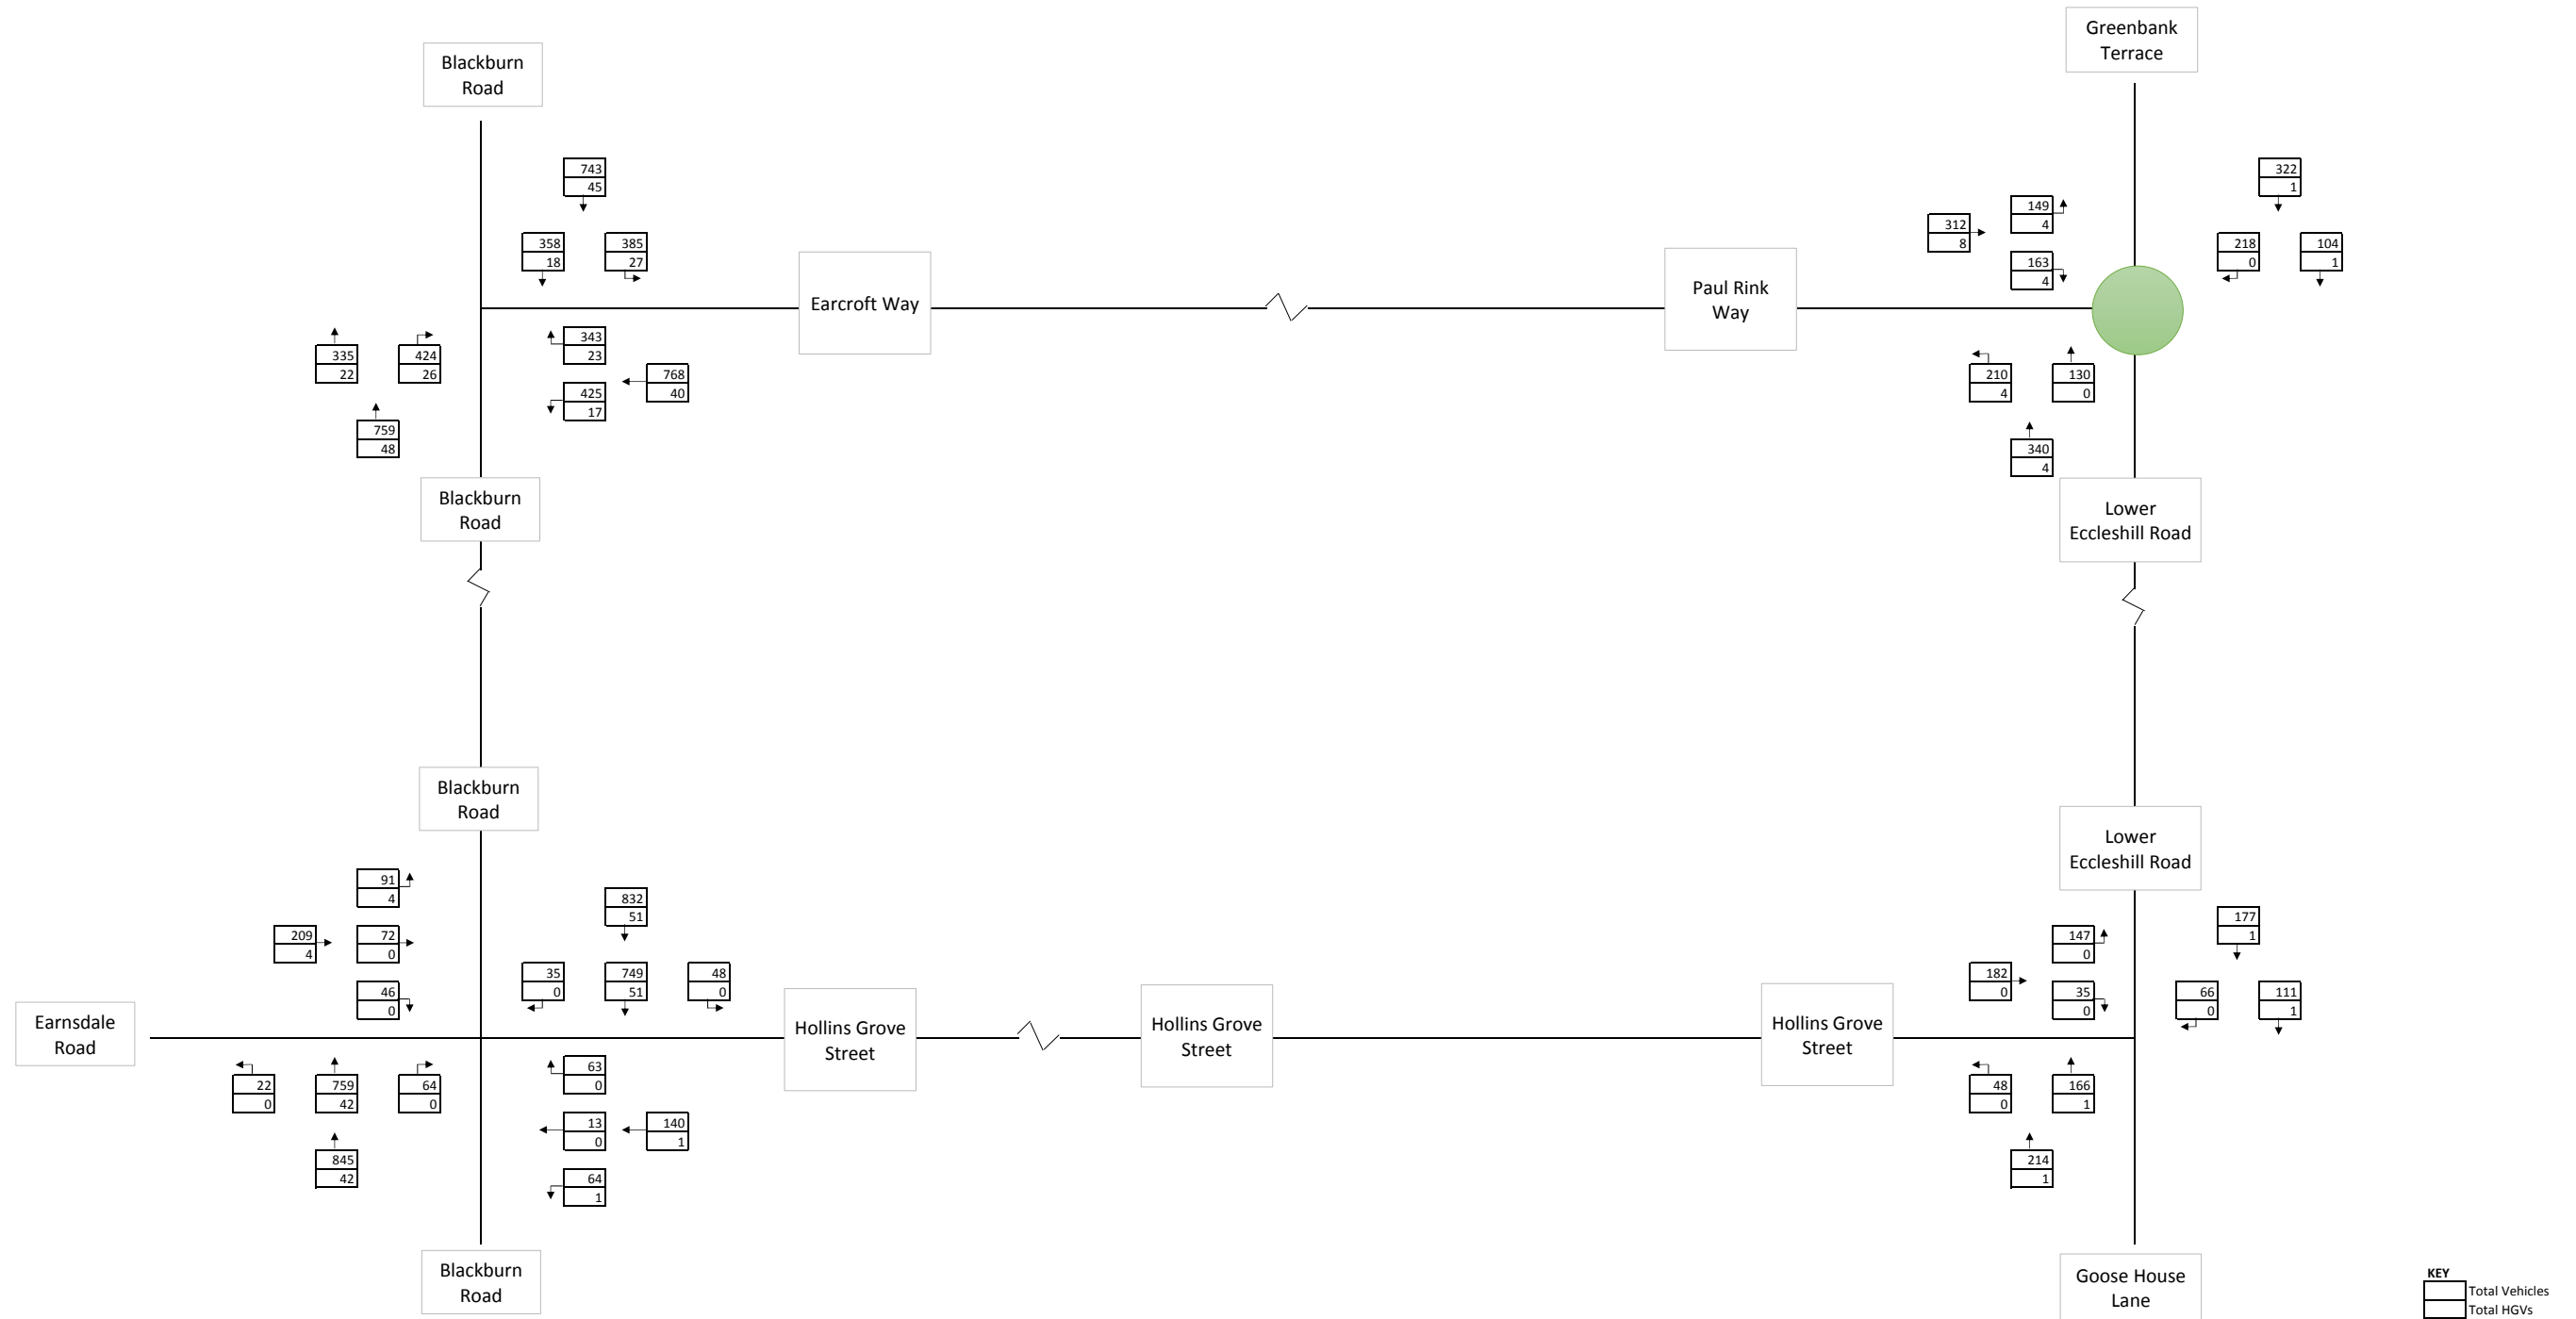 Greenbank
Terrace
Blackburn
Road
743
45
322
1
149
4
312
8
358
18
385
27
218
0
104
1
163
4
Earcroft Way
Paul Rink
Way
343
23
335
22
424
26
768
40
210
4
130
0
425
17
759
48
340
4
Blackburn
Road
Lower
Eccleshill Road
Blackburn
Road
Lower
Eccleshill Road
91
4
832
51
177
1
209
4
72
0
147
0
35
0
749
51
48
0
182
0
46
0
35
0
66
0
111
1
Earnsdale
Road
Hollins Grove
Street
Hollins Grove
Street
Hollins Grove
Street
63
0
22
0
759
42
64
0
48
0
166
1
13
0
140
1
845
42
214
1
64
1
Blackburn
Road
Goose House
Lane
KEY
Total Vehicles
Total HGVs